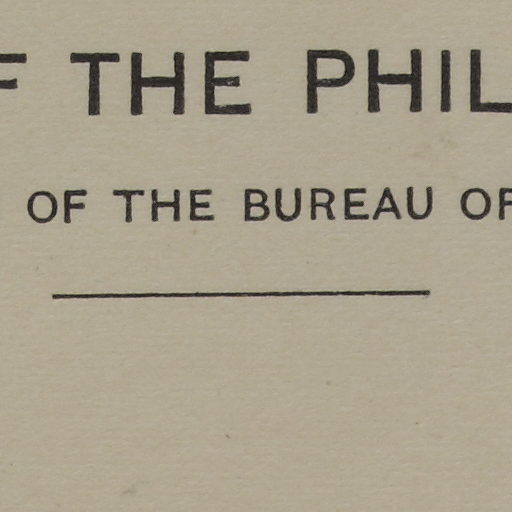 F THE PHIL
OF THE BUREAU OF